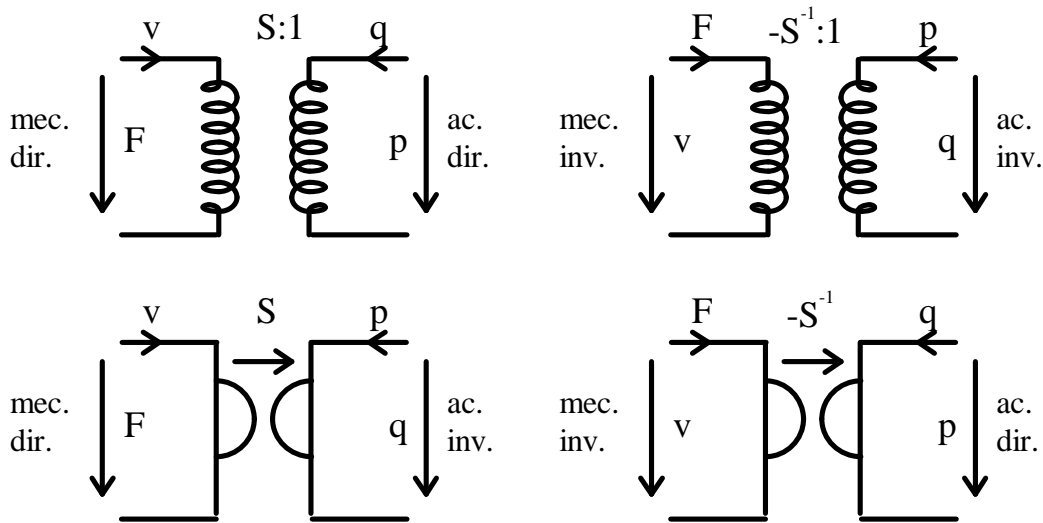 v S:1 q
mec.
dir.
F
p
ac.
dir.
F -S⁻¹:1 p
mec.
inv.
v
q
ac.
inv.
v S p
mec.
dir.
F
q
ac.
inv.
F -S⁻¹ q
mec.
inv.
v
p
ac.
dir.